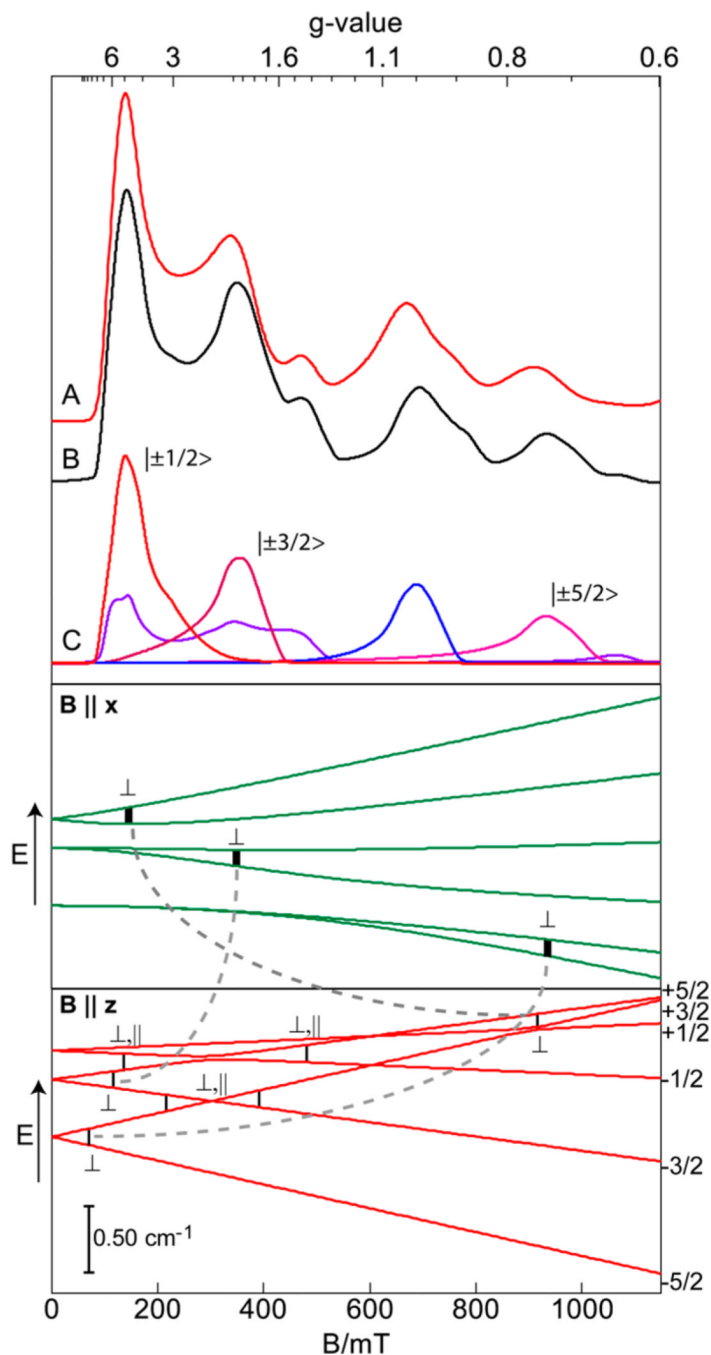 g-value
6 3 1.6 1.1 0.8 0.6
A
B
|±1/2>
|±3/2>
C
|±5/2>
B || x
⊥
⊥
E
⊥
B || z
+5/2
+3/2
⊥,||
⊥,||
+1/2
⊥
⊥,||
-1/2
E
⊥
⊥
-3/2
0.50 cm⁻¹
-5/2
0 200 400 600 800 1000
B/mT